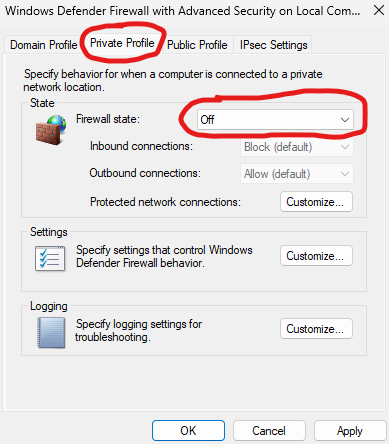 Windows Defender Firewall with Advanced Security on Local Com...
Domain Profile Private Profile Public Profile IPsec Settings
Specify behavior for when a computer is connected to a private
network location.
State
Firewall state: Off
Inbound connections: Block (default)
Outbound connections: Allow (default)
Protected network connections: Customize...
Settings
Specify settings that control Windows
Defender Firewall behavior.
Customize...
Logging
Specify logging settings for
troubleshooting.
Customize...
OK Cancel Apply